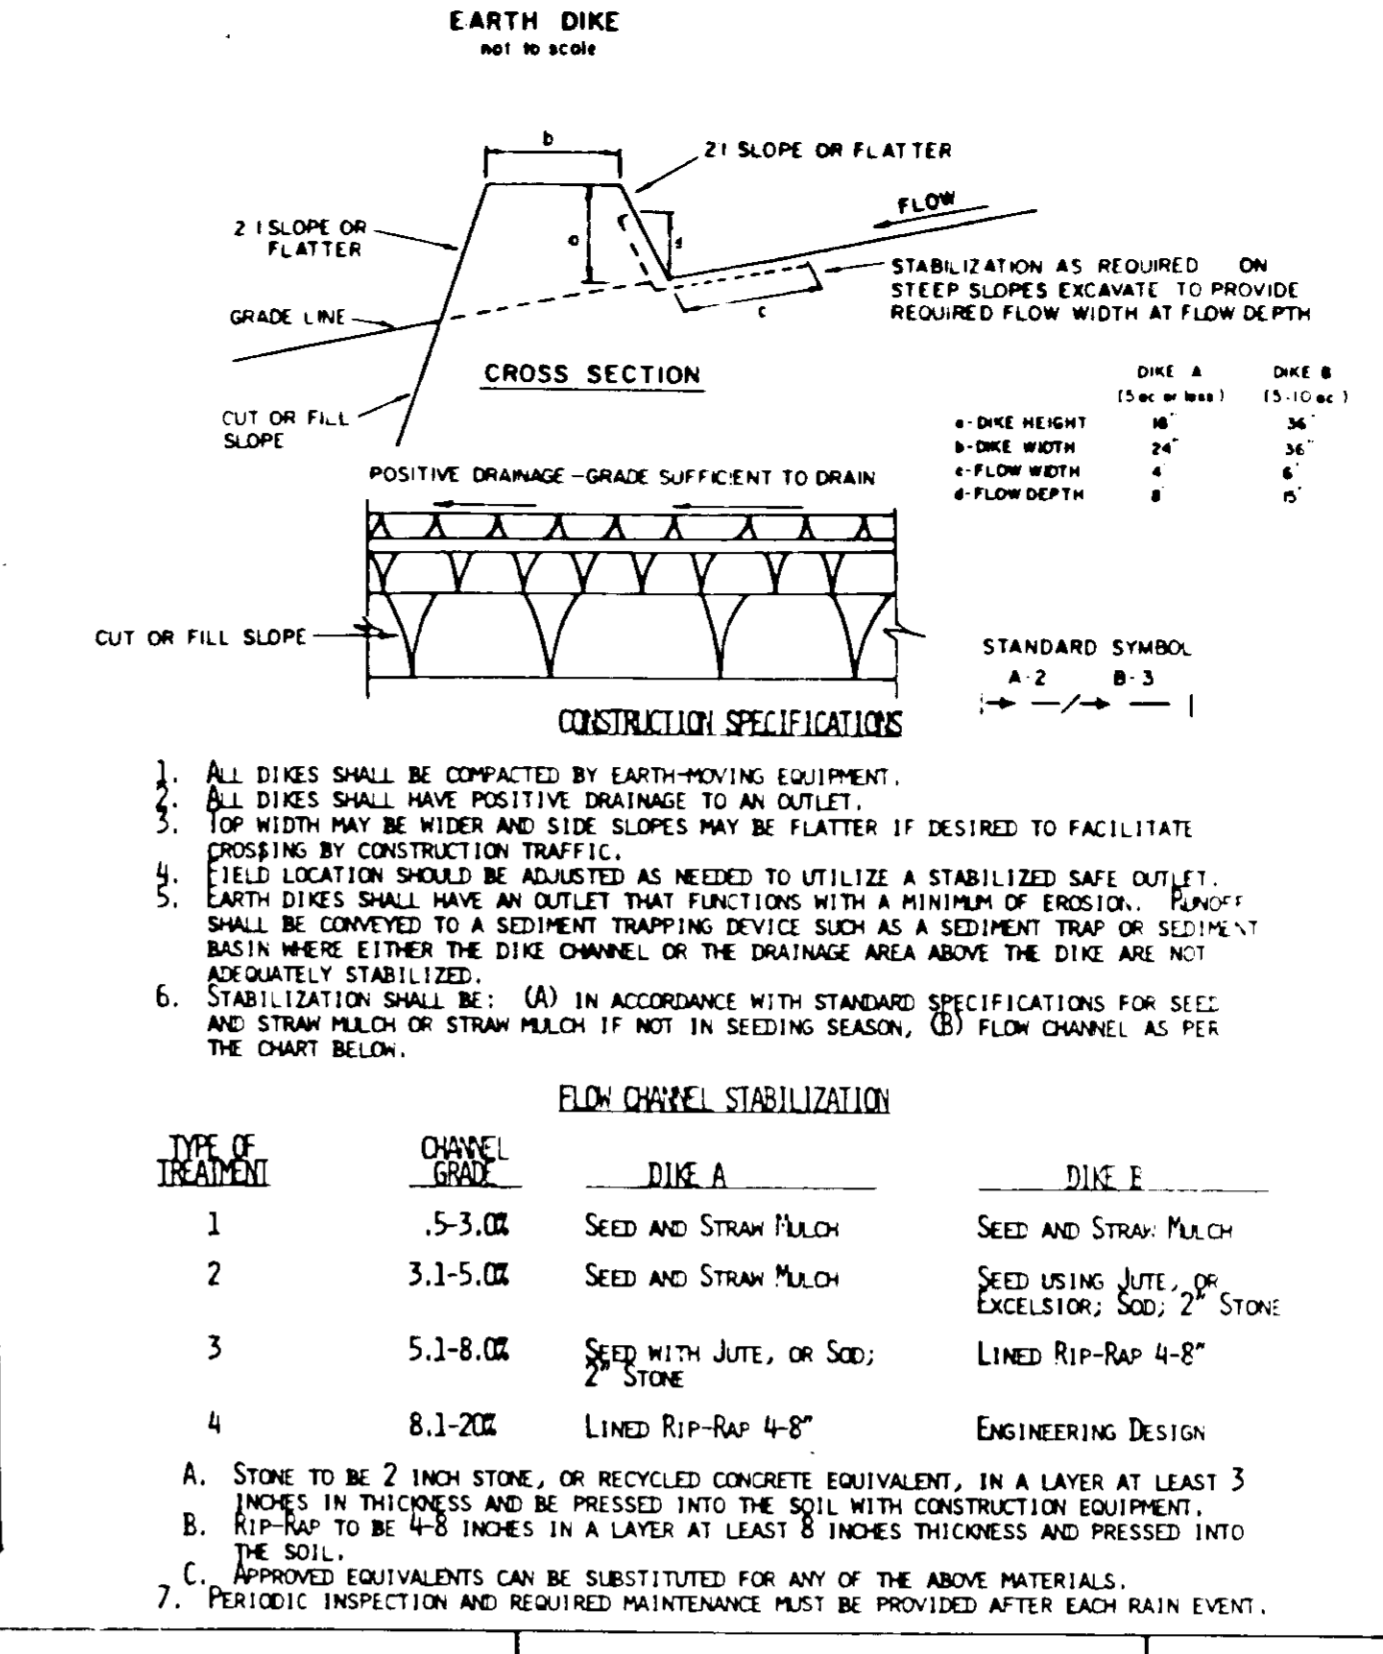 EARTH DIKE
not to scale
b
2:1 SLOPE OR FLATTER
FLOW
2:1 SLOPE OR
FLATTER
a
d
STABILIZATION AS REQUIRED ON
STEEP SLOPES EXCAVATE TO PROVIDE
REQUIRED FLOW WIDTH AT FLOW DEPTH
GRADE LINE
c
CROSS SECTION
CUT OR FILL
SLOPE
DIKE A DIKE B
(5 ac or less) (5-10 ac)
a-DIKE HEIGHT 18" 36"
b-DIKE WIDTH 24" 36"
c-FLOW WIDTH 4' 6'
d-FLOW DEPTH 8" 15"
POSITIVE DRAINAGE-GRADE SUFFICIENT TO DRAIN
CUT OR FILL SLOPE
STANDARD SYMBOL
A-2 B-3
CONSTRUCTION SPECIFICATIONS
1. ALL DIKES SHALL BE COMPACTED BY EARTH-MOVING EQUIPMENT.
2. ALL DIKES SHALL HAVE POSITIVE DRAINAGE TO AN OUTLET.
3. TOP WIDTH MAY BE WIDER AND SIDE SLOPES MAY BE FLATTER IF DESIRED TO FACILITATE
CROSSING BY CONSTRUCTION TRAFFIC.
4. FIELD LOCATION SHOULD BE ADJUSTED AS NEEDED TO UTILIZE A STABILIZED SAFE OUTLET.
5. EARTH DIKES SHALL HAVE AN OUTLET THAT FUNCTIONS WITH A MINIMUM OF EROSION. RUNOFF
SHALL BE CONVEYED TO A SEDIMENT TRAPPING DEVICE SUCH AS A SEDIMENT TRAP OR SEDIMENT
BASIN WHERE EITHER THE DIKE CHANNEL OR THE DRAINAGE AREA ABOVE THE DIKE ARE NOT
ADEQUATELY STABILIZED.
6. STABILIZATION SHALL BE: (A) IN ACCORDANCE WITH STANDARD SPECIFICATIONS FOR SEED
AND STRAW MULCH OR STRAW MULCH IF NOT IN SEEDING SEASON, (B) FLOW CHANNEL AS PER
THE CHART BELOW.
FLOW CHANNEL STABILIZATION
TYPE OF
TREATMENT
CHANNEL
GRADE
DIKE A
DIKE B
1 .5-3.0% SEED AND STRAW MULCH SEED AND STRAW MULCH
2 3.1-5.0% SEED AND STRAW MULCH SEED USING JUTE, OR
EXCELSIOR; SOD; 2" STONE
3 5.1-8.0% SEED WITH JUTE, OR SOD; LINED RIP-RAP 4-8"
2" STONE
4 8.1-20% LINED RIP-RAP 4-8" ENGINEERING DESIGN
A. STONE TO BE 2 INCH STONE, OR RECYCLED CONCRETE EQUIVALENT, IN A LAYER AT LEAST 3
INCHES IN THICKNESS AND BE PRESSED INTO THE SOIL WITH CONSTRUCTION EQUIPMENT.
B. RIP-RAP TO BE 4-8 INCHES IN A LAYER AT LEAST 8 INCHES THICKNESS AND PRESSED INTO
THE SOIL.
C. APPROVED EQUIVALENTS CAN BE SUBSTITUTED FOR ANY OF THE ABOVE MATERIALS.
7. PERIODIC INSPECTION AND REQUIRED MAINTENANCE MUST BE PROVIDED AFTER EACH RAIN EVENT.